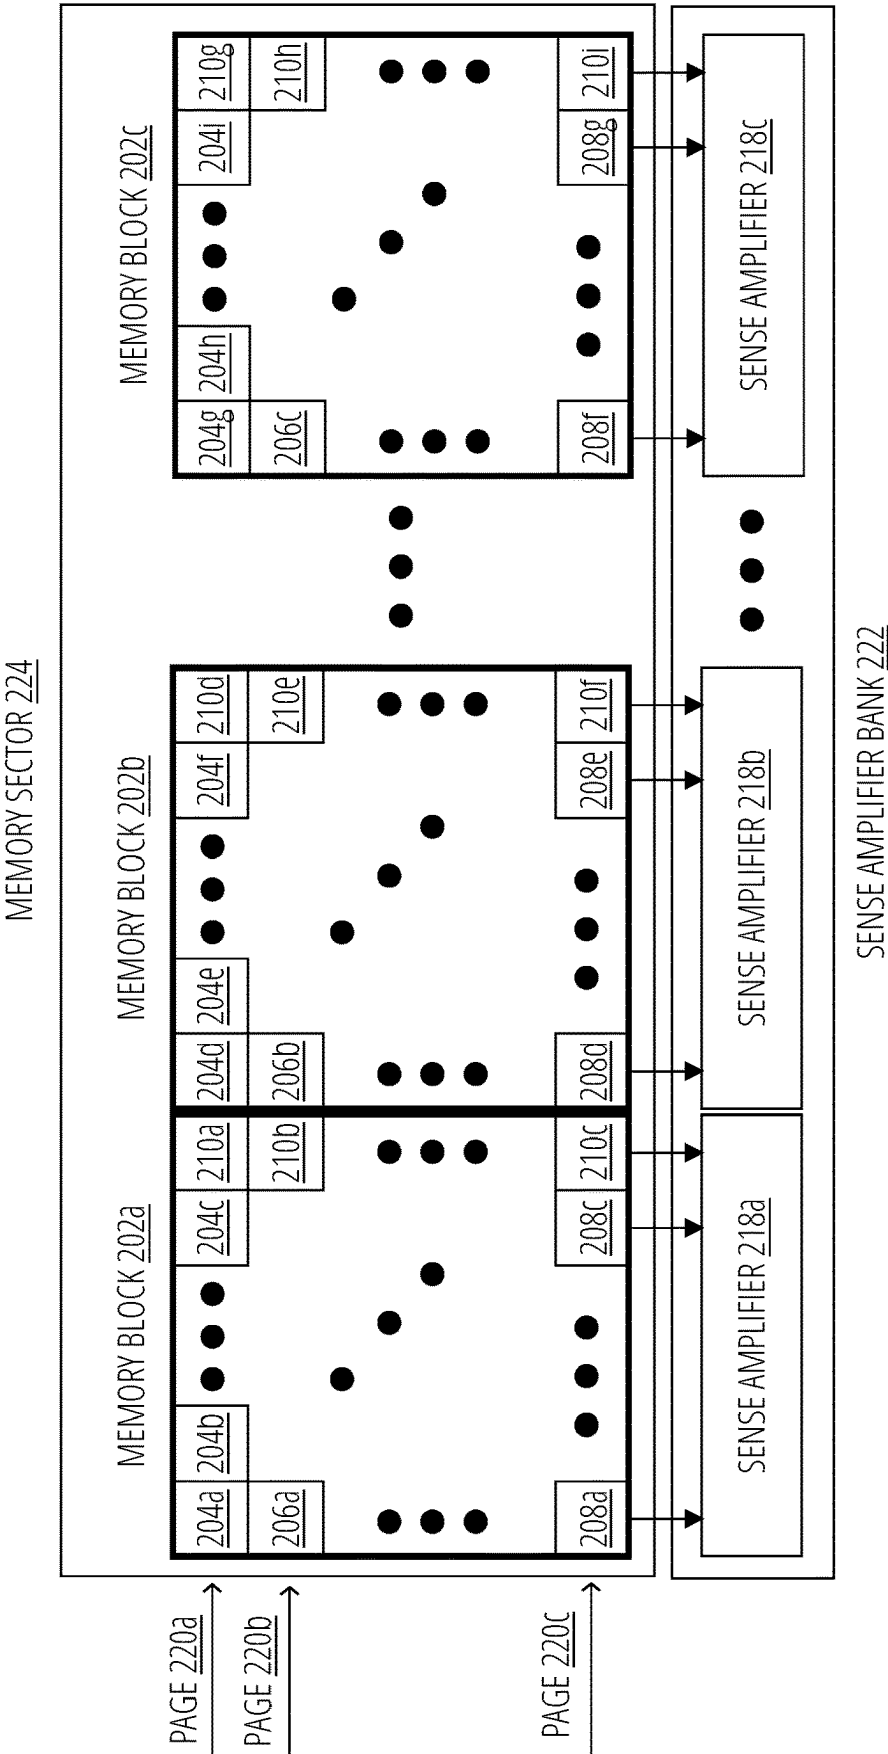 MEMORY SECTOR 224
MEMORY BLOCK 202a
MEMORY BLOCK 202b
MEMORY BLOCK 202c
PAGE 220a
204a
204b
204c
210a
204d
204e
204f
210d
204g
204h
204i
210g
PAGE 220b
206a
210b
206b
210e
206c
210h
PAGE 220c
208a
208c
210c
208d
208e
210f
208f
208g
210i
SENSE AMPLIFIER 218a
SENSE AMPLIFIER 218b
SENSE AMPLIFIER 218c
SENSE AMPLIFIER BANK 222